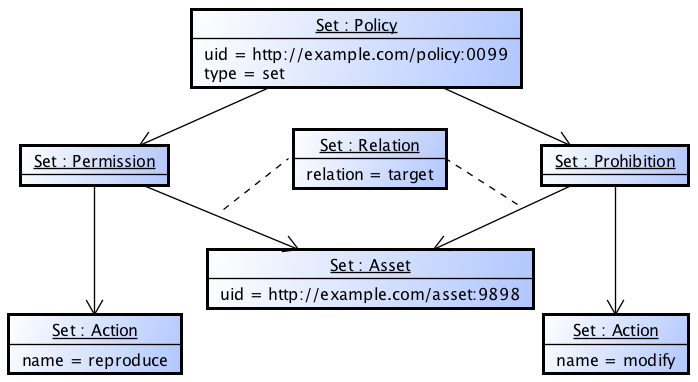 Set : Policy
uid = http://example.com/policy:0099
type = set
Set : Permission
Set : Relation
relation = target
Set : Prohibition
Set : Asset
uid = http://example.com/asset:9898
Set : Action
name = reproduce
Set : Action
name = modify